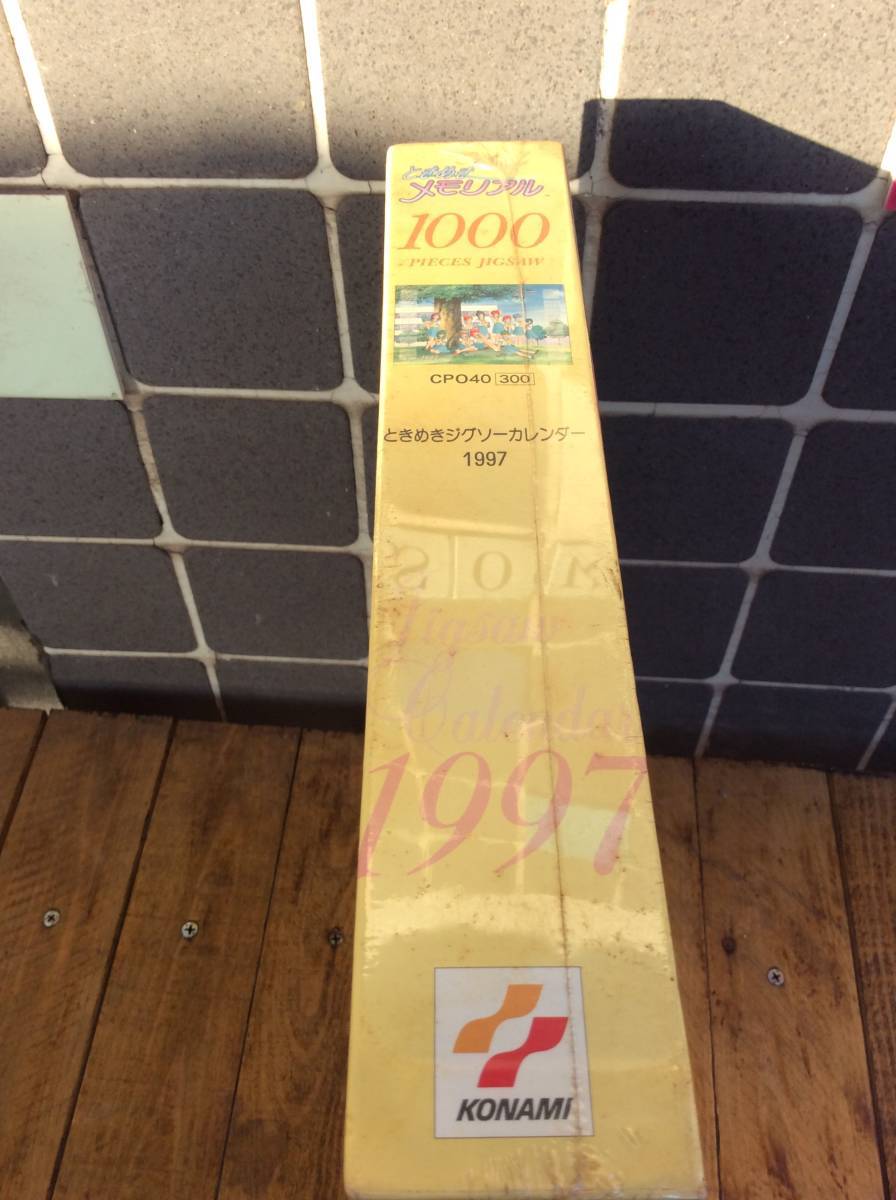 ときめき
メモリアル
1000
PIECES JIGSAW
CPO40 300
ときめきジグソーカレンダー
1997
Jigsaw
Calendar
1997
KONAMI